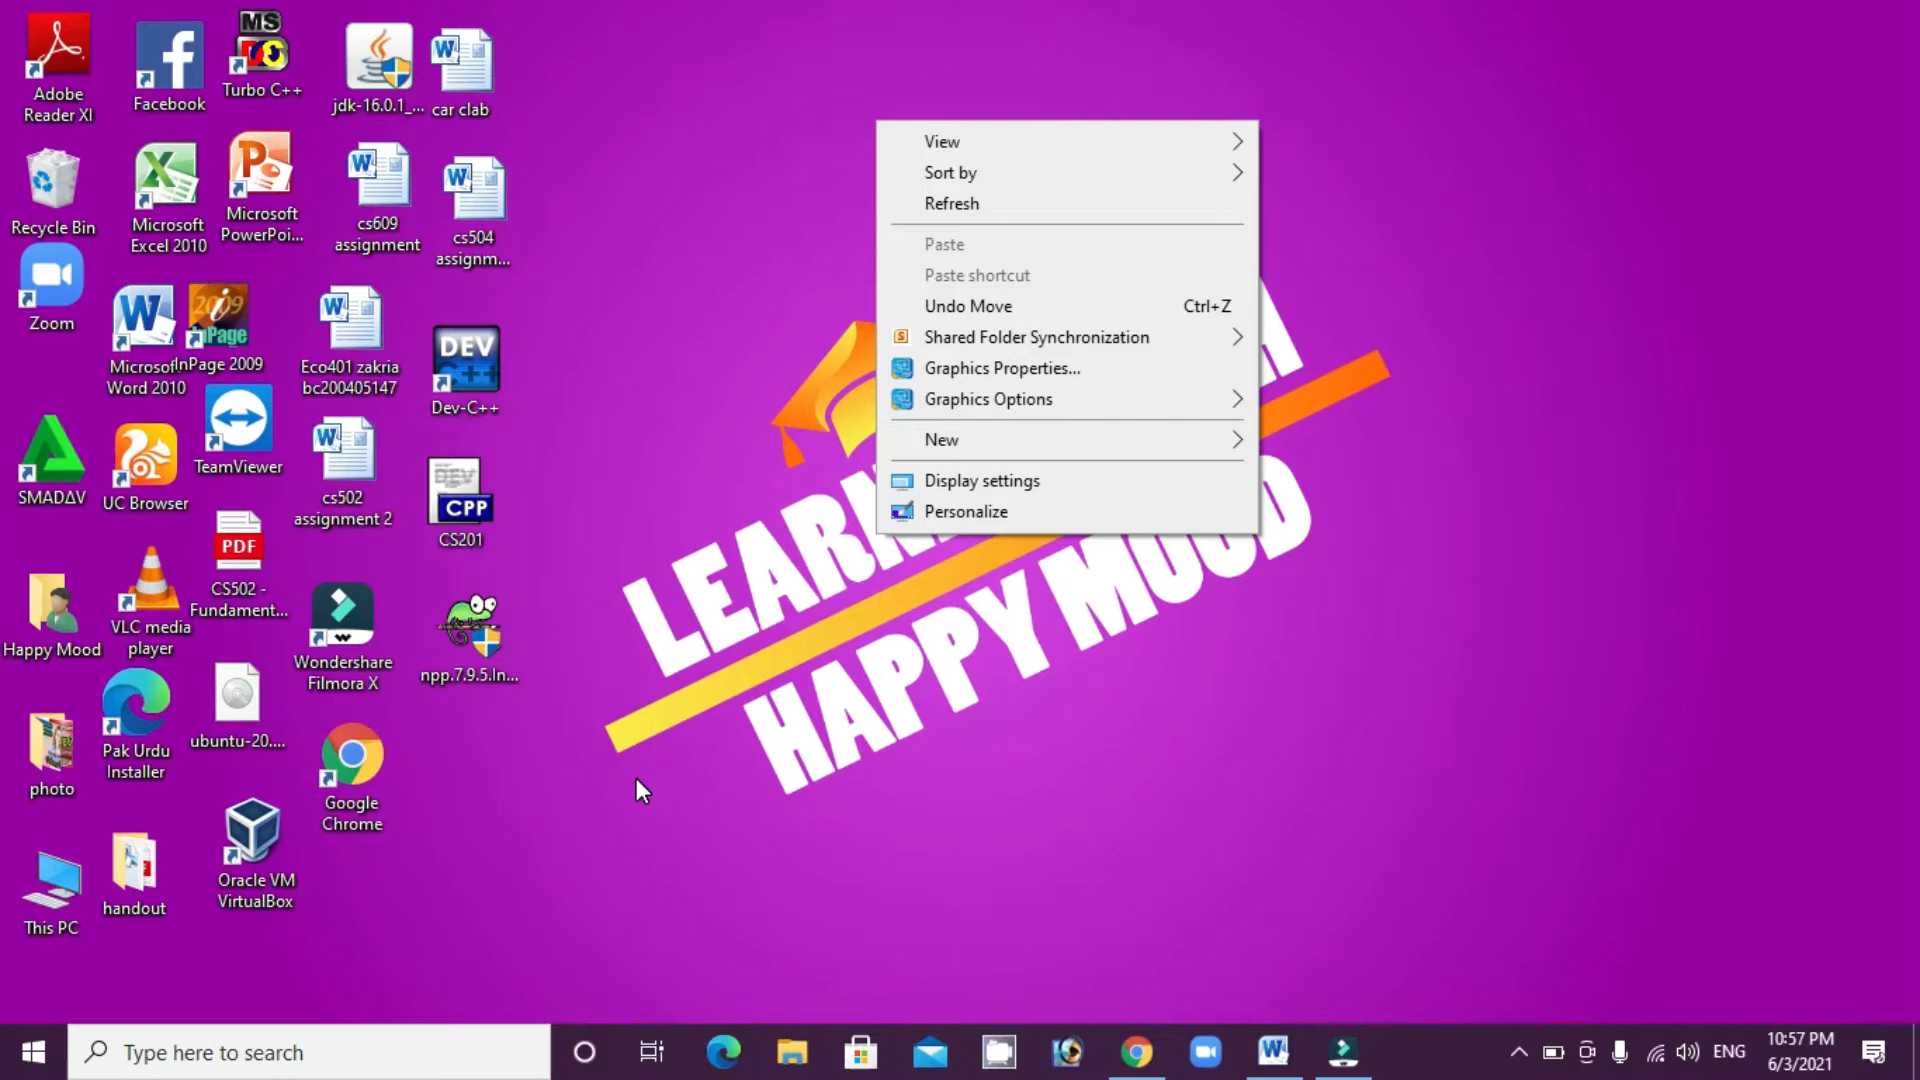 Adobe
Reader XI
Facebook
MS
Turbo C++
jdk-16.0.1_...
car clab
Recycle Bin
Microsoft
Excel 2010
Microsoft
PowerPoi...
cs609
assignment
cs504
assignm...
Zoom
Microsof
Word 2010
2009
InPage
InPage 2009
Eco401 zakria
bc200405147
DEV
C++
Dev-C++
SMADΔV
UC Browser
TeamViewer
cs502
assignment 2
DEV
CPP
CS201
Happy Mood
VLC media
player
PDF
CS502 -
Fundament...
Wondershare
Filmora X
npp.7.9.5.In...
photo
Pak Urdu
Installer
ubuntu-20....
Google
Chrome
This PC
handout
Oracle VM
VirtualBox
View
Sort by
Refresh
Paste
Paste shortcut
Undo Move Ctrl+Z
Shared Folder Synchronization
Graphics Properties...
Graphics Options
New
Display settings
Personalize
HAPPY MOOD
Type here to search
ENG
10:57 PM
6/3/2021